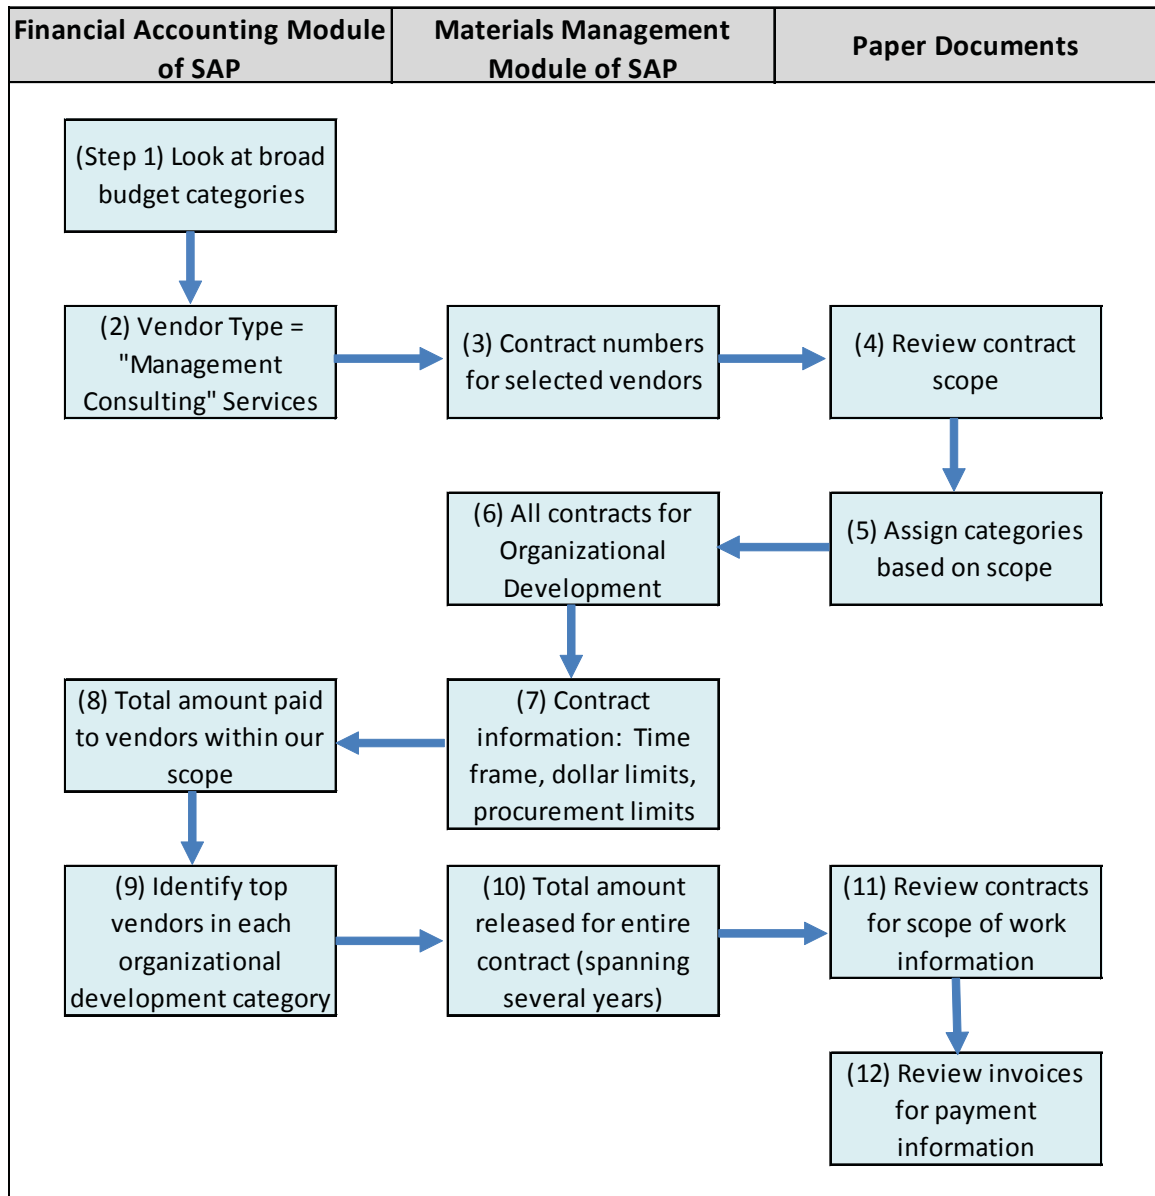 Financial Accounting Module
of SAP
Materials Management
Module of SAP
Paper Documents
(Step 1) Look at broad
budget categories
(2) Vendor Type =
"Management
Consulting" Services
(3) Contract numbers
for selected vendors
(4) Review contract
scope
(5) Assign categories
based on scope
(6) All contracts for
Organizational
Development
(7) Contract
information:  Time
frame, dollar limits,
procurement limits
(8) Total amount paid
to vendors within our
scope
(9) Identify top
vendors in each
organizational
development category
(10) Total amount
released for entire
contract (spanning
several years)
(11) Review contracts
for scope of work
information
(12) Review invoices
for payment
information